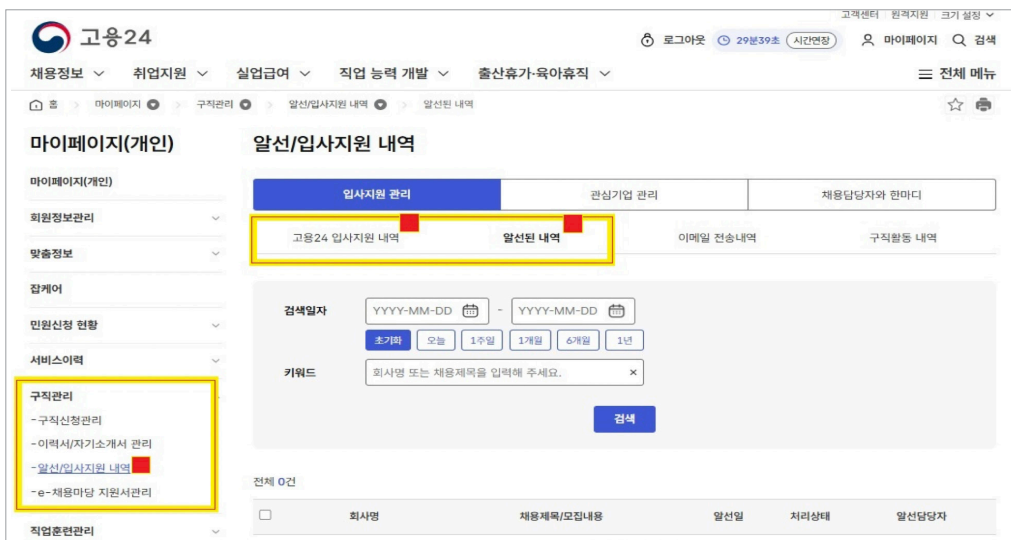 고객센터 원격지원 크기 설정
고용24
로그아웃 29분39초 시간연장 마이페이지 검색
채용정보 취업지원 실업급여 직업 능력 개발 출산휴가·육아휴직 전체 메뉴
홈 마이페이지 구직관리 알선/입사지원 내역 알선된 내역
마이페이지(개인)
알선/입사지원 내역
마이페이지(개인)
회원정보관리
맞춤정보
잡케어
민원신청 현황
서비스이력
구직관리
-구직신청관리
-이력서/자기소개서 관리
-알선/입사지원 내역
-e-채용마당 지원서관리
직업훈련관리
입사지원 관리 관심기업 관리 채용담당자와 한마디
고용24 입사지원 내역 알선된 내역 이메일 전송내역 구직활동 내역
검색일자 YYYY-MM-DD - YYYY-MM-DD
초기화 오늘 1주일 1개월 6개월 1년
키워드 회사명 또는 채용제목을 입력해 주세요. ×
검색
전체 0건
회사명 채용제목/모집내용 알선일 처리상태 알선담당자